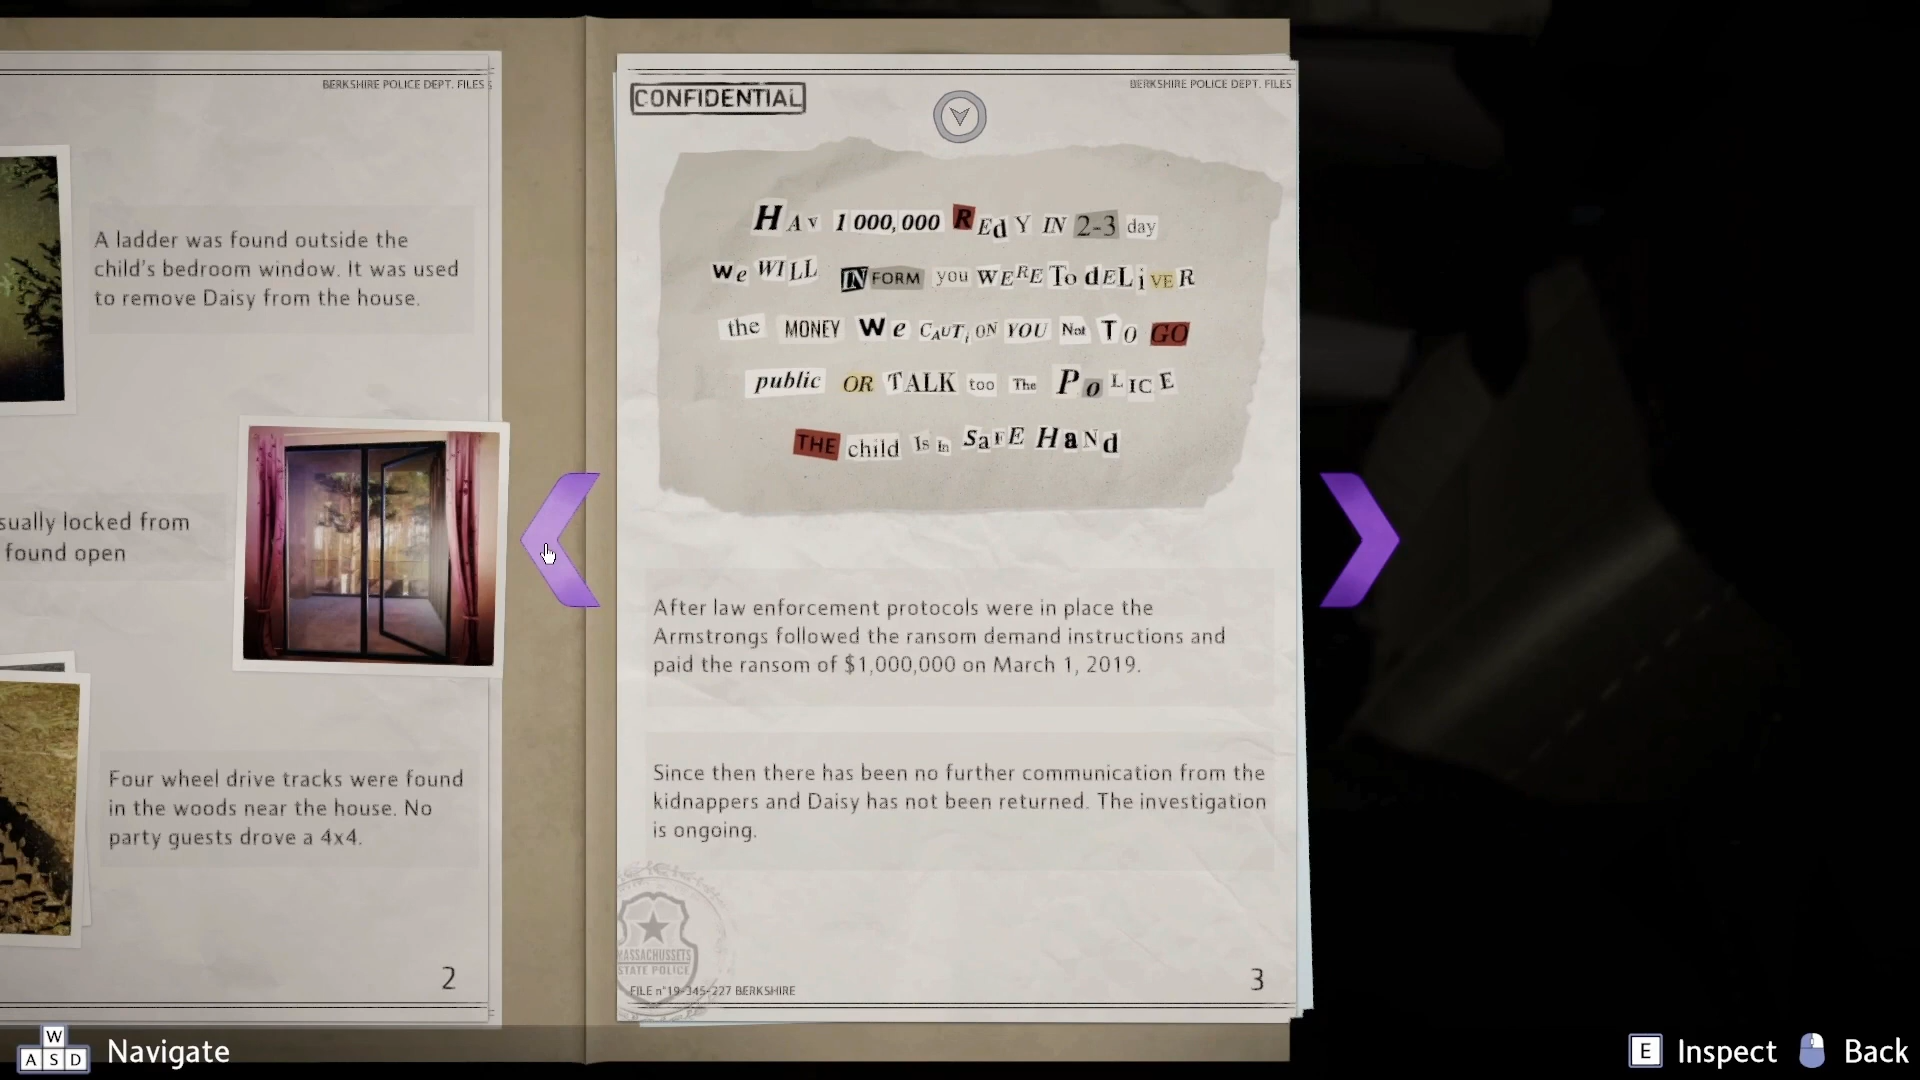 BERKSHIRE POLICE DEPT. FILES
A ladder was found outside the
child's bedroom window. It was used
to remove Daisy from the house.
sually locked from
found open
Four wheel drive tracks were found
in the woods near the house. No
party guests drove a 4x4.
2
CONFIDENTIAL
BERKSHIRE POLICE DEPT. FILES
HAv 1 000,000 REdY IN 2-3 day
We WILL INFORM you WERE To dELiVER
the MONEY We CAUTiON YOU Not TO GO
public OR TALK too The PoLICE
THE child Is In SaFE HaNd
After law enforcement protocols were in place the
Armstrongs followed the ransom demand instructions and
paid the ransom of $1,000,000 on March 1, 2019.
Since then there has been no further communication from the
kidnappers and Daisy has not been returned. The investigation
is ongoing.
MASSACHUSSETS
STATE POLICE
FILE n°19-345-227 BERKSHIRE
3
W
A S D Navigate
E Inspect Back